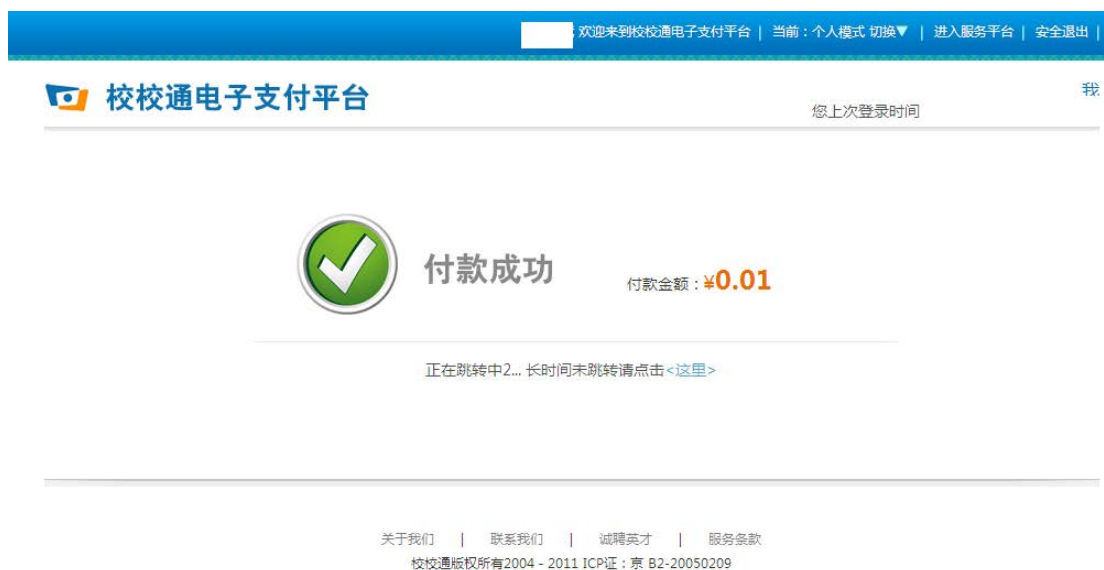 欢迎来到校校通电子支付平台 | 当前：个人模式 切换▼ | 进入服务平台 | 安全退出 |
校校通电子支付平台
我
您上次登录时间
付款成功
付款金额：¥0.01
正在跳转中2... 长时间未跳转请点击<这里>
关于我们 | 联系我们 | 诚聘英才 | 服务条款
校校通版权所有2004 - 2011 ICP证：京 B2-20050209